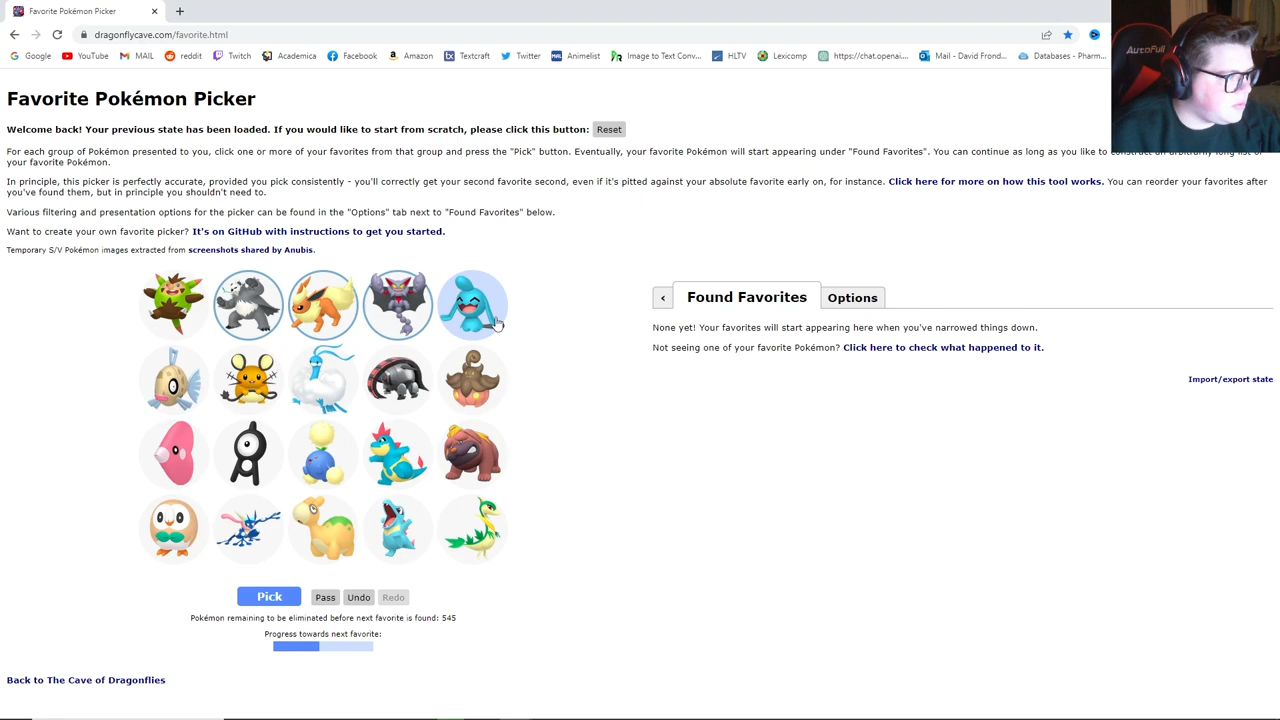 Favorite Pokémon Picker
dragonflycave.com/favorite.html
Google YouTube MAIL reddit Twitch Academica Facebook Amazon Textcraft Twitter Animelist Image to Text Conv... HLTV Lexicomp https://chat.openai.... Mail - David Frond... Databases - Pharm...
AutoFull
Favorite Pokémon Picker
Welcome back! Your previous state has been loaded. If you would like to start from scratch, please click this button: Reset
For each group of Pokémon presented to you, click one or more of your favorites from that group and press the "Pick" button. Eventually, your favorite Pokémon will start appearing under "Found Favorites". You can continue as long as you like to
your favorite Pokémon.
In principle, this picker is perfectly accurate, provided you pick consistently - you'll correctly get your second favorite second, even if it's pitted against your absolute favorite early on, for instance. Click here for more on how this tool works. You can reorder your favorites after
you've found them, but in principle you shouldn't need to.
Various filtering and presentation options for the picker can be found in the "Options" tab next to "Found Favorites" below.
Want to create your own favorite picker? It's on GitHub with instructions to get you started.
Temporary S/V Pokémon images extracted from screenshots shared by Anubis.
‹ Found Favorites Options
None yet! Your favorites will start appearing here when you've narrowed things down.
Not seeing one of your favorite Pokémon? Click here to check what happened to it.
Import/export state
Pick Pass Undo Redo
Pokémon remaining to be eliminated before next favorite is found: 545
Progress towards next favorite:
Back to The Cave of Dragonflies